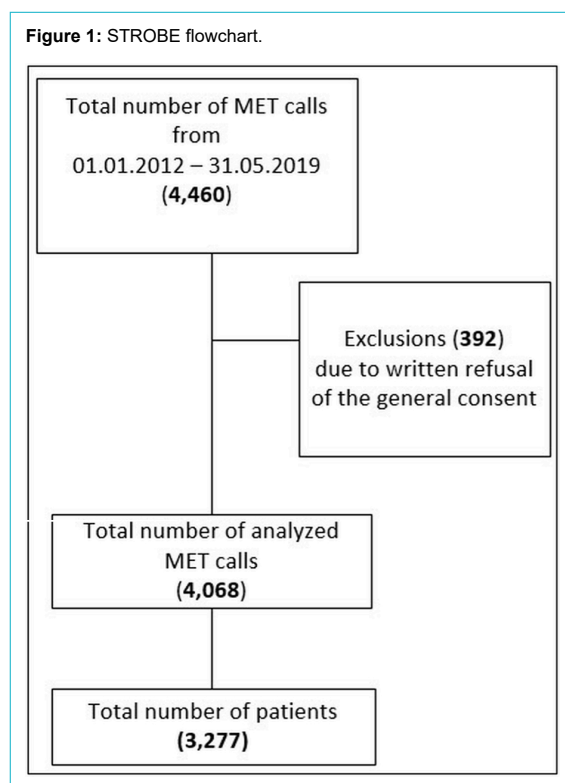 Figure 1: STROBE flowchart.
Total number of MET calls
from
01.01.2012 – 31.05.2019
(4,460)
Exclusions (392)
due to written refusal
of the general consent
Total number of analyzed
MET calls
(4,068)
Total number of patients
(3,277)